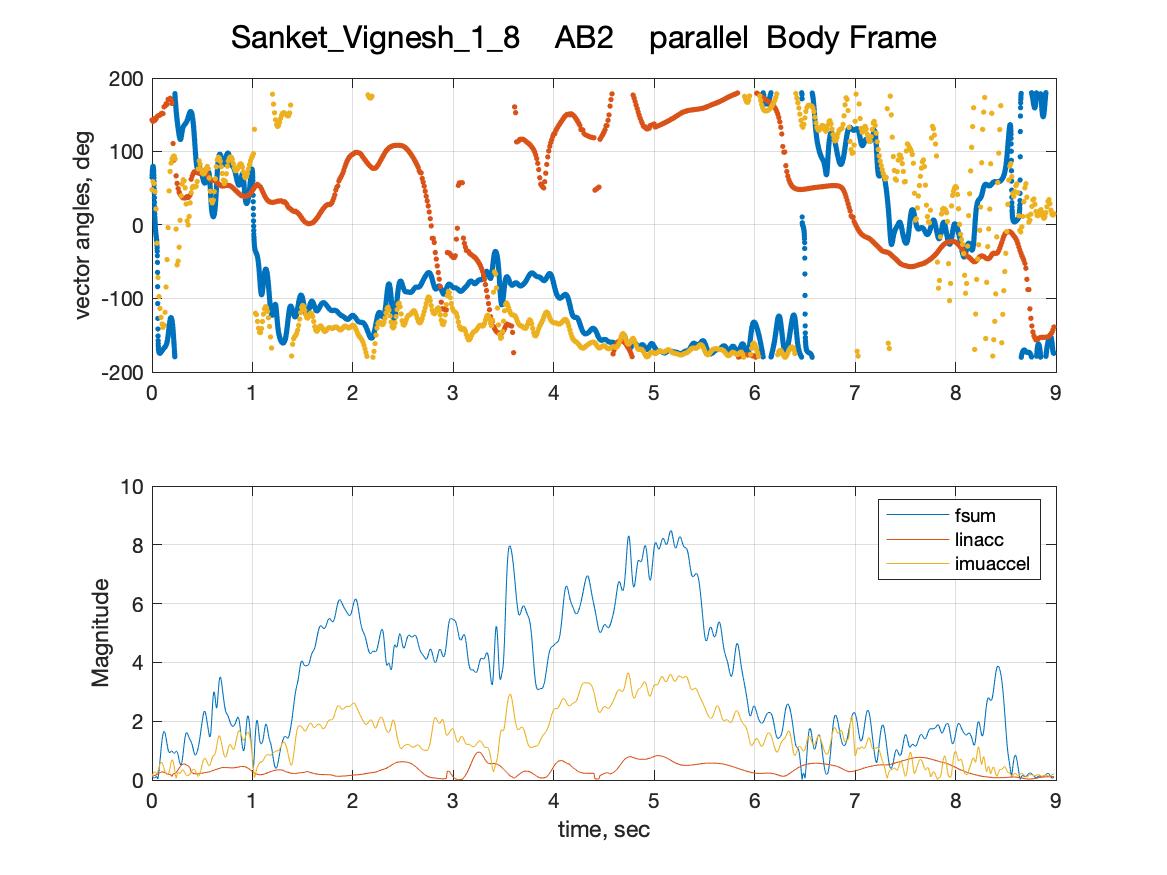 Sanket_Vignesh_1_8 AB2 parallel Body Frame
vector angles, deg
200
100
0
-100
-200
0 1 2 3 4 5 6 7 8 9
Magnitude
10
8
6
4
2
0
fsum
linacc
imuaccel
0 1 2 3 4 5 6 7 8 9
time, sec